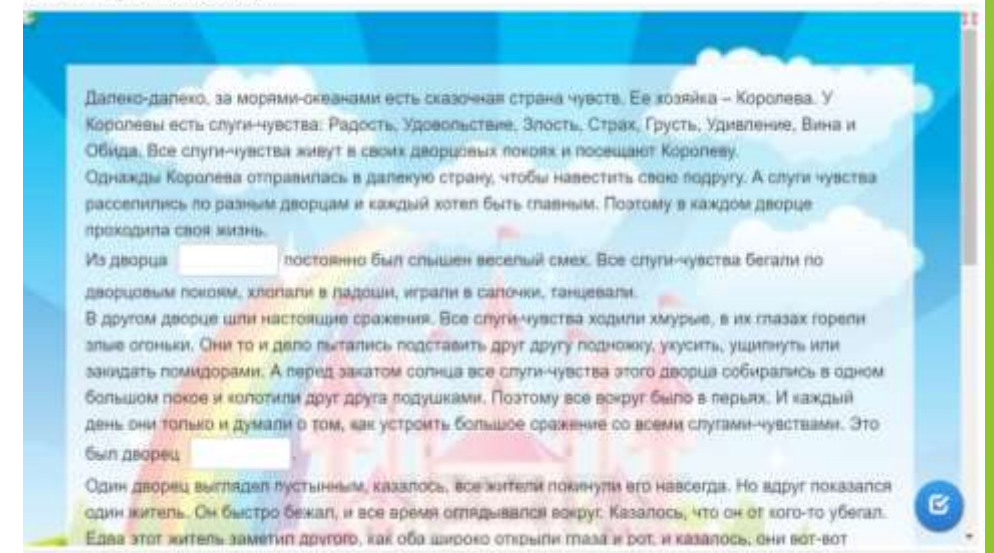 Далеко-далеко, за морями-океанами есть сказочная страна чувств. Ее хозяйка – Королева. У
Королевы есть слуги-чувства: Радость, Удовольствие, Злость, Страх, Грусть, Удивление, Вина и
Обида. Все слуги-чувства живут в своих дворцовых покоях и посещают Королеву.
Однажды Королева отправилась в далекую страну, чтобы навестить свою подругу. А слуги чувства
расселились по разным дворцам и каждый хотел быть главным. Поэтому в каждом дворце
проходила своя жизнь.
Из дворца постоянно был слышен веселый смех. Все слуги-чувства бегали по
дворцовым покоям, хлопали в ладоши, играли в салочки, танцевали.
В другом дворце шли настоящие сражения. Все слуги-чувства ходили хмурые, в их глазах горели
злые огоньки. Они то и дело пытались подставить друг другу подножку, укусить, ущипнуть или
закидать помидорами. А перед закатом солнца все слуги-чувства этого дворца собирались в одном
большом покое и колотили друг друга подушками. Поэтому все вокруг было в перьях. И каждый
день они только и думали о том, как устроить большое сражение со всеми слугами-чувствами. Это
был дворец .
Один дворец выглядел пустынным, казалось, все жители покинули его навсегда. Но вдруг показался
один житель. Он быстро бежал, и все время оглядывался вокруг. Казалось, что он от кого-то убегал.
Едва этот житель заметил другого, как оба широко открыли глаза и рот, и казалось, они вот-вот